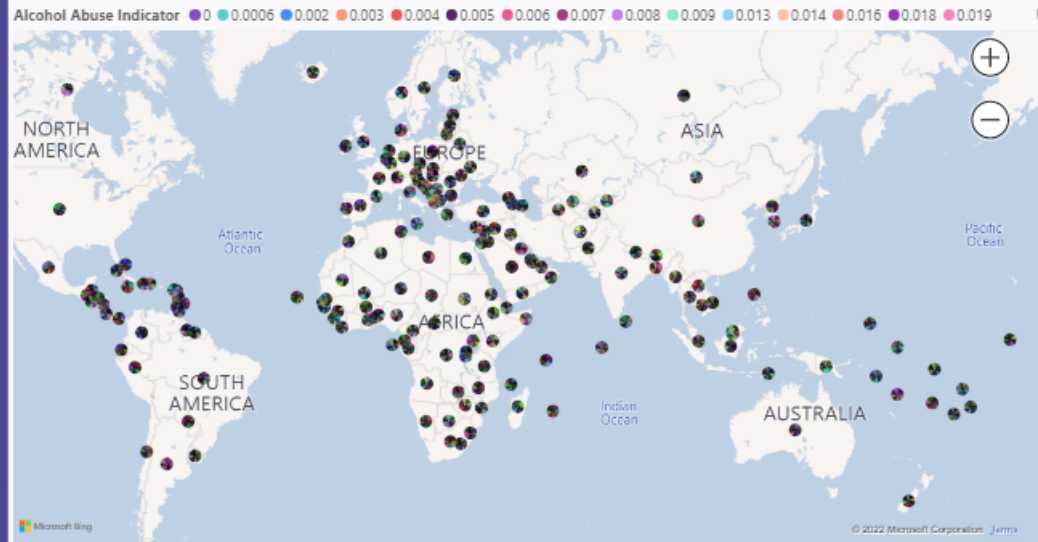 Alcohol Abuse Indicator 0 0.0006 0.002 0.003 0.004 0.005 0.006 0.007 0.008 0.009 0.013 0.014 0.016 0.018 0.019
NORTH
AMERICA
ASIA
EUROPE
Atlantic
Ocean
Pacific
Ocean
AFRICA
SOUTH
AMERICA
Indian
Ocean
AUSTRALIA
Microsoft Bing
© 2022 Microsoft Corporation Terms